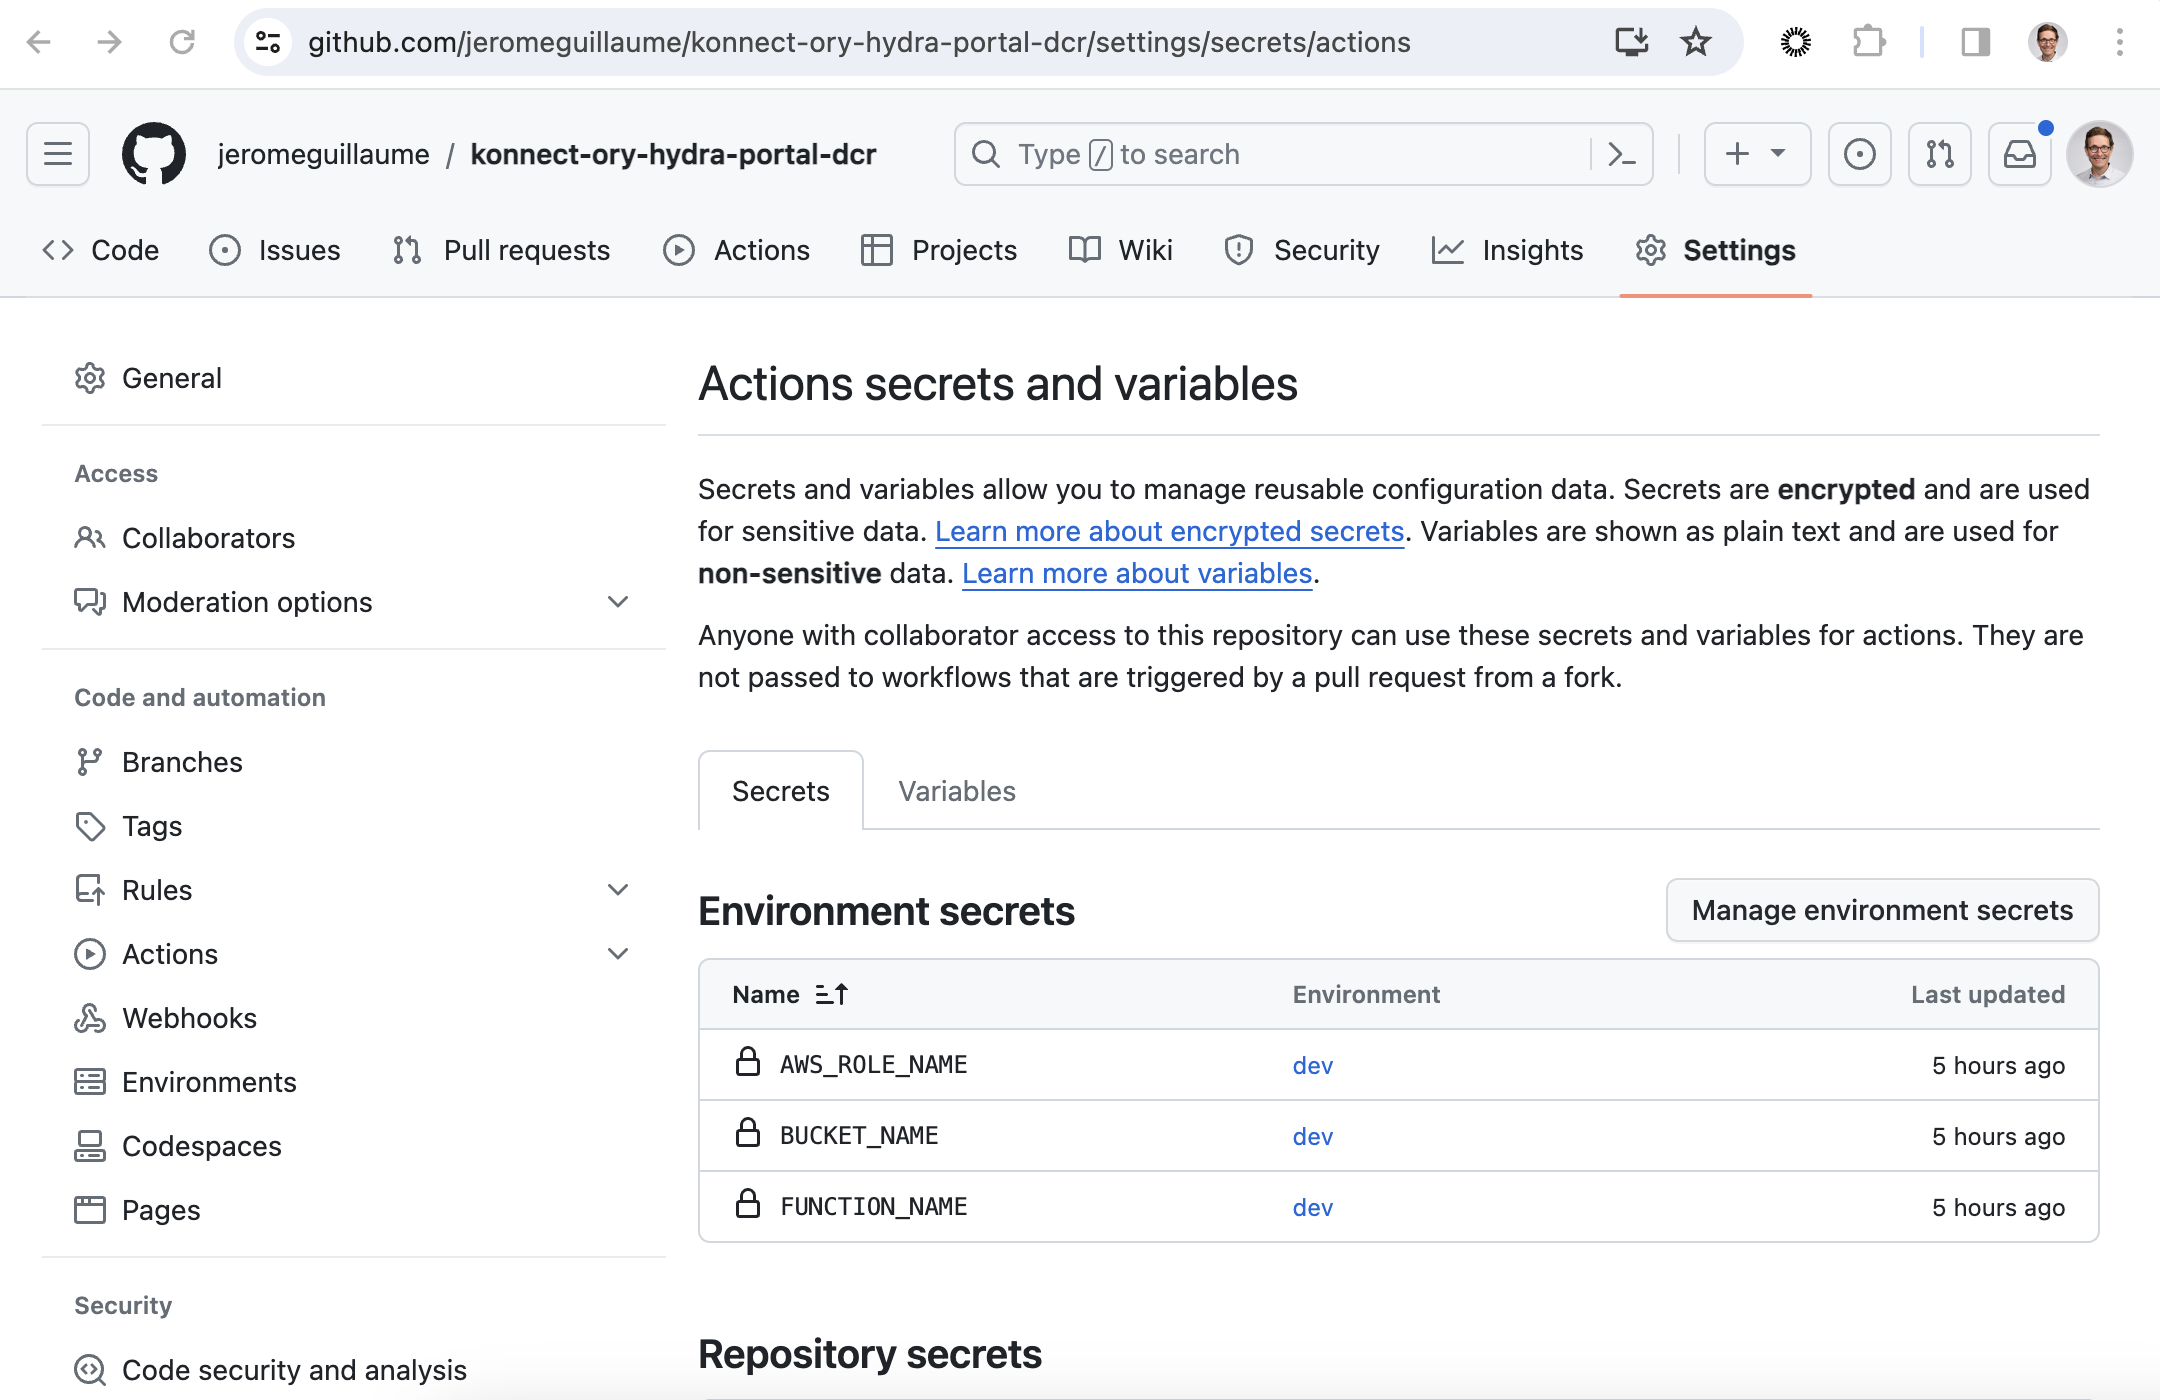 github.com/jeromeguillaume/konnect-ory-hydra-portal-dcr/settings/secrets/actions
jeromeguillaume / konnect-ory-hydra-portal-dcr
Type / to search
Code Issues Pull requests Actions Projects Wiki Security Insights Settings
General
Access
Collaborators
Moderation options
Code and automation
Branches
Tags
Rules
Actions
Webhooks
Environments
Codespaces
Pages
Security
Code security and analysis
Actions secrets and variables
Secrets and variables allow you to manage reusable configuration data. Secrets are encrypted and are used
for sensitive data. Learn more about encrypted secrets. Variables are shown as plain text and are used for
non-sensitive data. Learn more about variables.
Anyone with collaborator access to this repository can use these secrets and variables for actions. They are
not passed to workflows that are triggered by a pull request from a fork.
Secrets Variables
Environment secrets Manage environment secrets
Name Environment Last updated
AWS_ROLE_NAME dev 5 hours ago
BUCKET_NAME dev 5 hours ago
FUNCTION_NAME dev 5 hours ago
Repository secrets